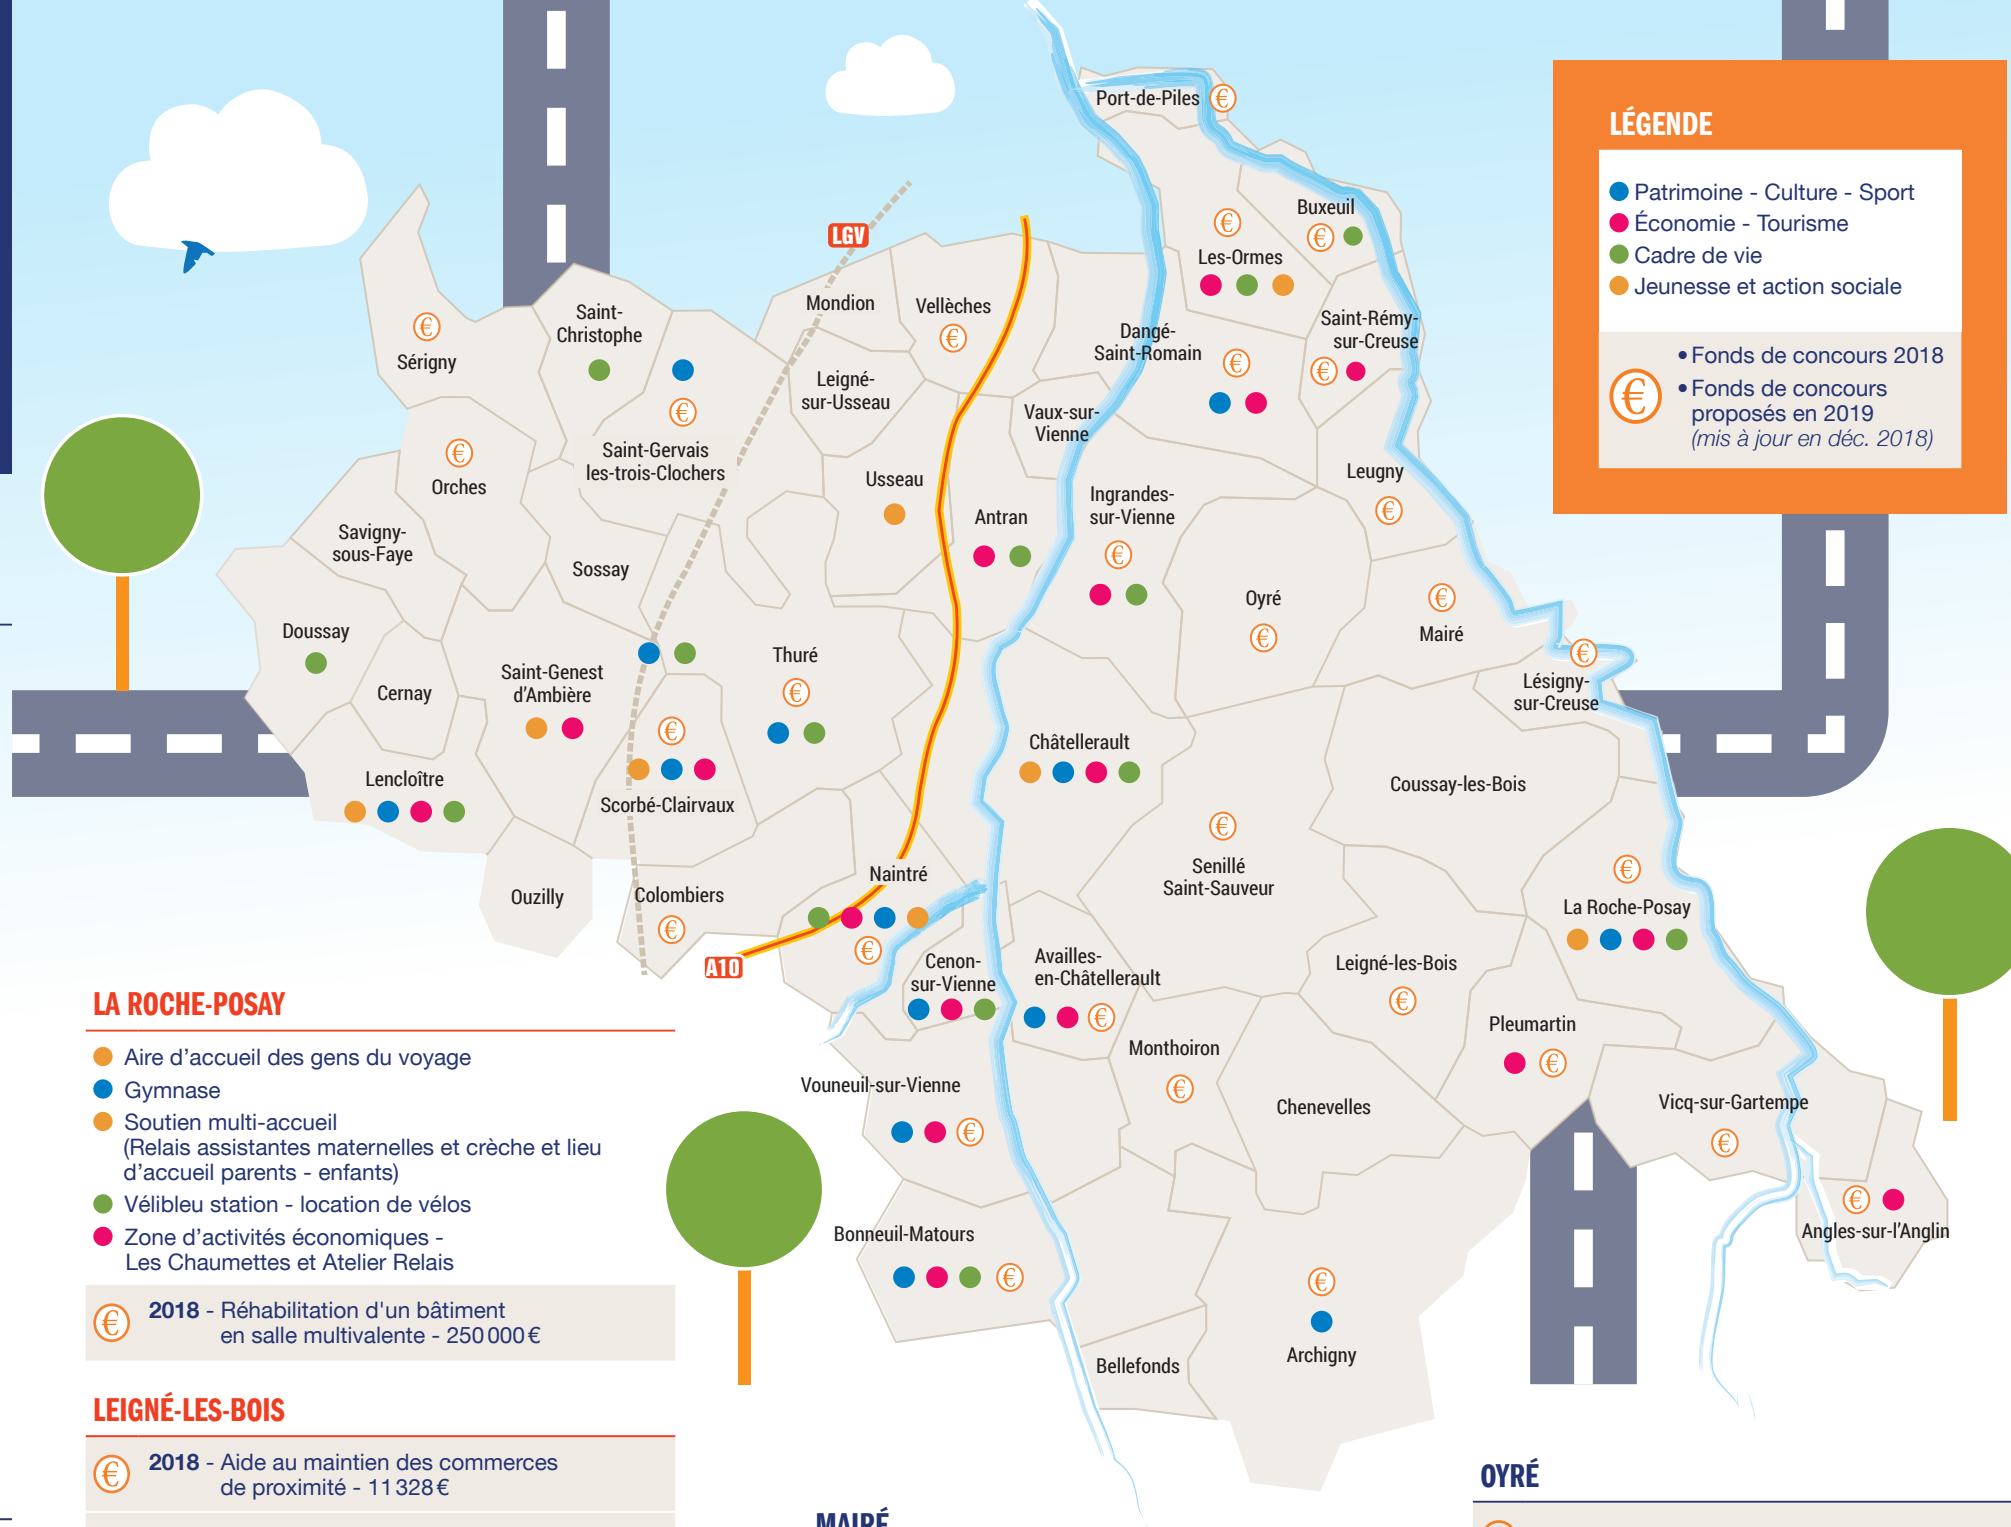 Port-de-Piles
LÉGENDE
Patrimoine - Culture - Sport
Économie - Tourisme
Cadre de vie
Jeunesse et action sociale
€
• Fonds de concours 2018
• Fonds de concours
proposés en 2019
(mis à jour en déc. 2018)
Buxeuil
LGV
Les-Ormes
Mondion
Vellèches
Saint-
Christophe
Saint-Rémy-
sur-Creuse
Dangé-
Saint-Romain
Sérigny
Leigné-
sur-Usseau
Vaux-sur-
Vienne
Saint-Gervais
les-trois-Clochers
Leugny
Usseau
Orches
Ingrandes-
sur-Vienne
Antran
Savigny-
sous-Faye
Sossay
Oyré
Mairé
Doussay
Thuré
Saint-Genest
d'Ambière
Lésigny-
sur-Creuse
Cernay
Châtellerault
Lencloître
Coussay-les-Bois
Scorbé-Clairvaux
Senillé
Saint-Sauveur
Naintré
Ouzilly
Colombiers
La Roche-Posay
A10
Cenon-
sur-Vienne
Availles-
en-Châtellerault
Leigné-les-Bois
Pleumartin
Monthoiron
Vouneuil-sur-Vienne
Chenevelles
Vicq-sur-Gartempe
Bonneuil-Matours
Angles-sur-l'Anglin
Archigny
Bellefonds
LA ROCHE-POSAY
Aire d'accueil des gens du voyage
Gymnase
Soutien multi-accueil
(Relais assistantes maternelles et crèche et lieu
d'accueil parents - enfants)
Vélibleu station - location de vélos
Zone d'activités économiques -
Les Chaumettes et Atelier Relais
€ 2018 - Réhabilitation d'un bâtiment
en salle multivalente - 250 000 €
LEIGNÉ-LES-BOIS
€ 2018 - Aide au maintien des commerces
de proximité - 11 328 €
MAIRÉ
OYRÉ